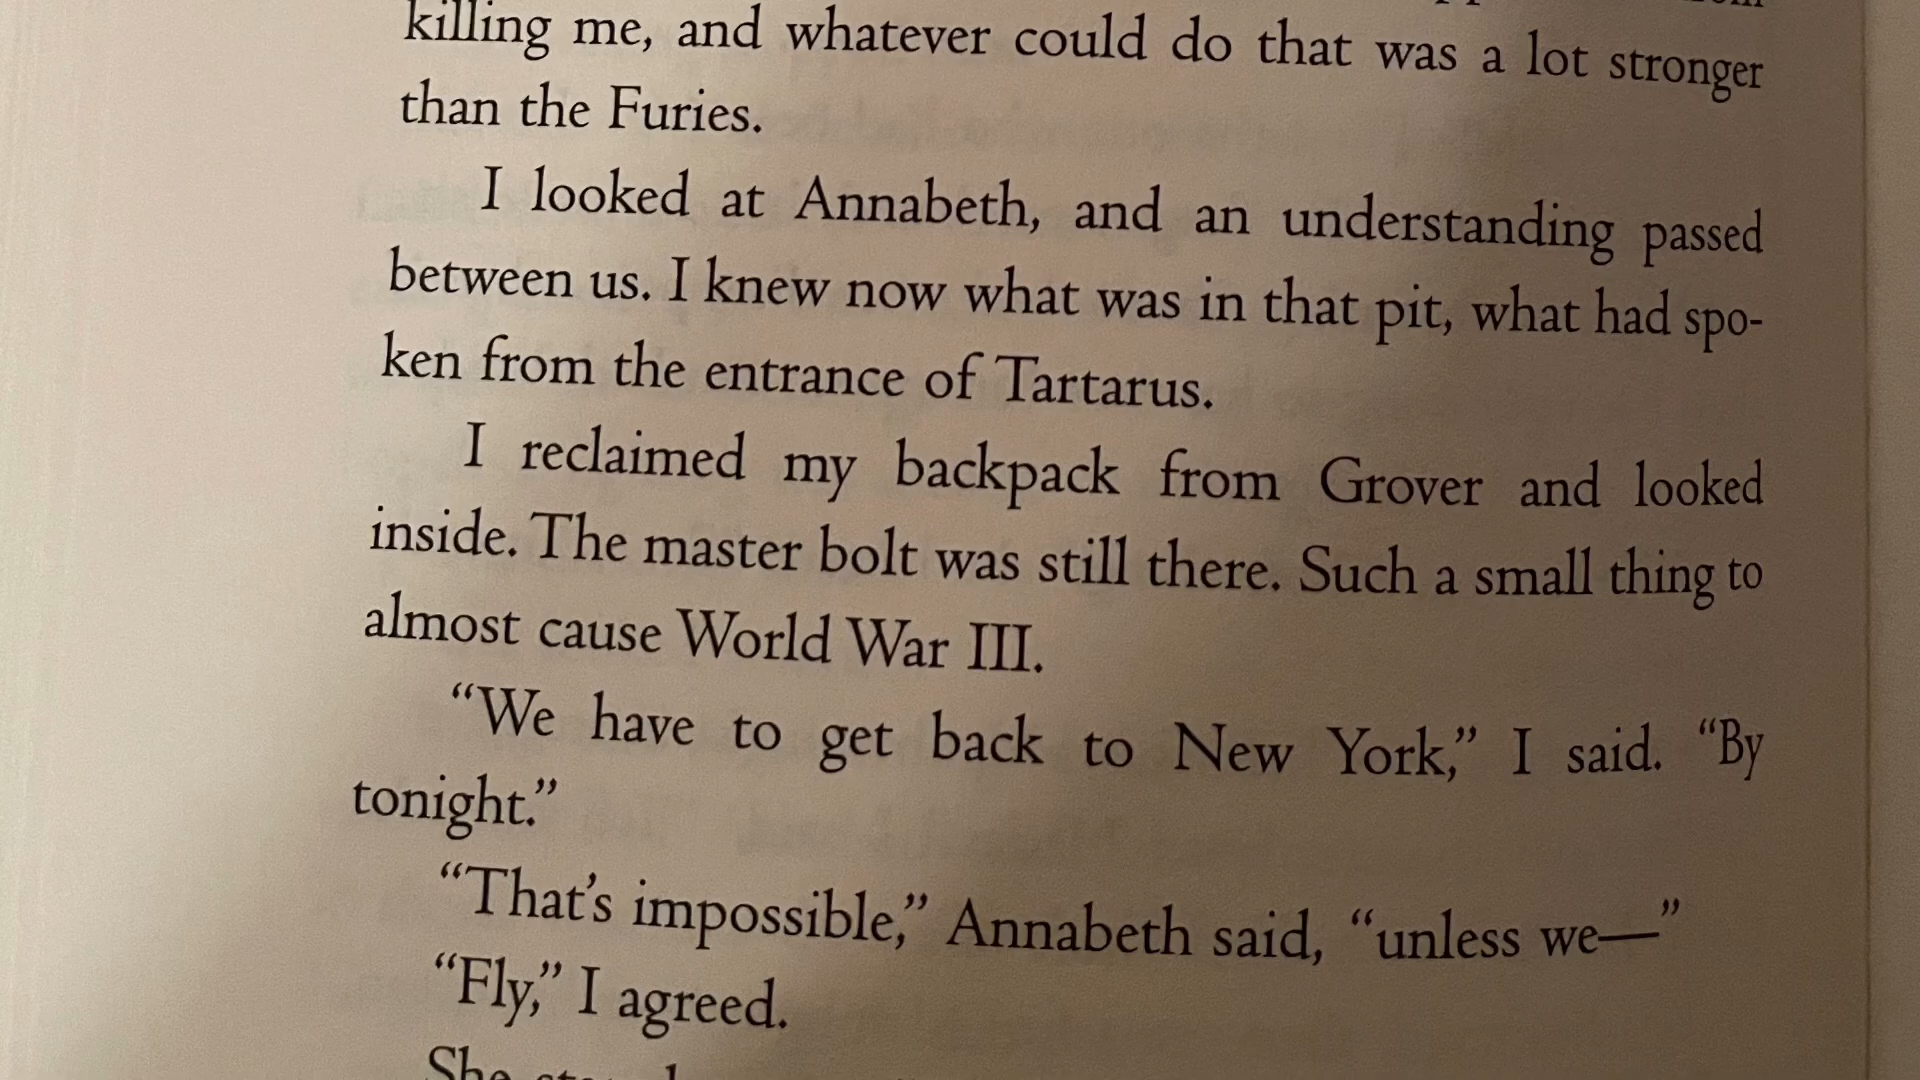 killing me, and whatever could do that was a lot stronger
than the Furies.
I looked at Annabeth, and an understanding passed
between us. I knew now what was in that pit, what had spo-
ken from the entrance of Tartarus.
I reclaimed my backpack from Grover and looked
inside. The master bolt was still there. Such a small thing to
almost cause World War III.
“We have to get back to New York,” I said. “By
tonight.”
“That’s impossible,” Annabeth said, “unless we—”
“Fly,” I agreed.
She